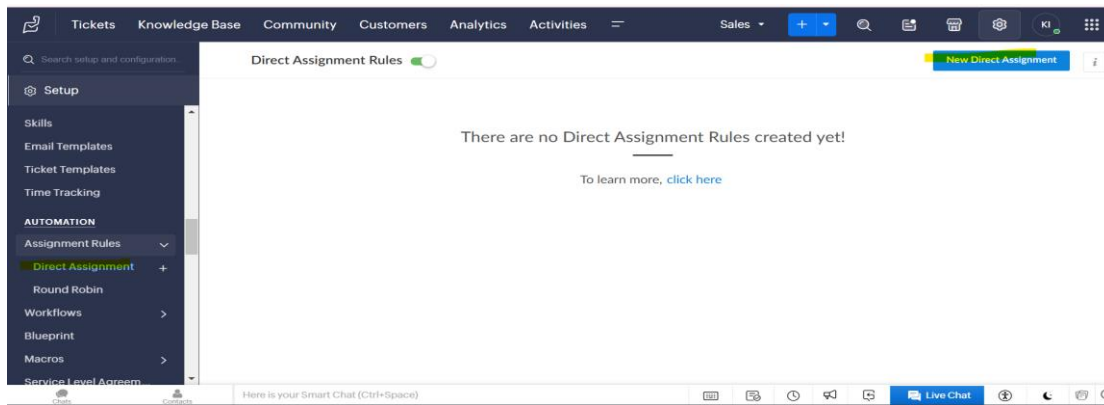 Tickets Knowledge Base Community Customers Analytics Activities Sales + KI
Search setup and configuration..
Direct Assignment Rules
New Direct Assignment
i
Setup
Skills
Email Templates
Ticket Templates
Time Tracking
AUTOMATION
Assignment Rules
Direct Assignment +
Round Robin
Workflows
Blueprint
Macros
Service Level Agreem...
There are no Direct Assignment Rules created yet!
To learn more, click here
Chats
Contacts
Here is your Smart Chat (Ctrl+Space)
Live Chat